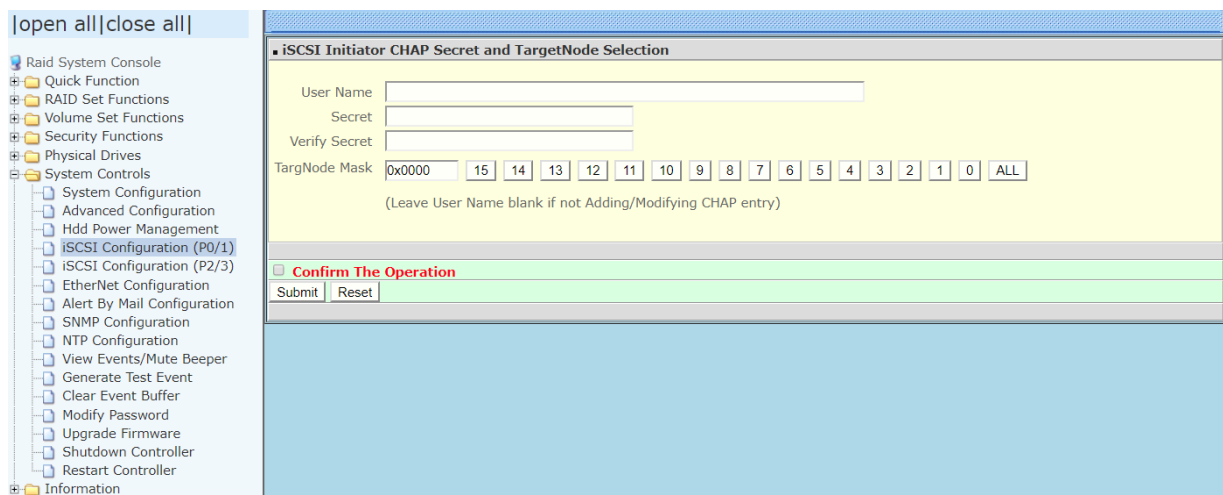 |open all|close all|
Raid System Console
Quick Function
RAID Set Functions
Volume Set Functions
Security Functions
Physical Drives
System Controls
System Configuration
Advanced Configuration
Hdd Power Management
iSCSI Configuration (P0/1)
iSCSI Configuration (P2/3)
EtherNet Configuration
Alert By Mail Configuration
SNMP Configuration
NTP Configuration
View Events/Mute Beeper
Generate Test Event
Clear Event Buffer
Modify Password
Upgrade Firmware
Shutdown Controller
Restart Controller
Information
iSCSI Initiator CHAP Secret and TargetNode Selection
User Name
Secret
Verify Secret
TargNode Mask 0x0000 15 14 13 12 11 10 9 8 7 6 5 4 3 2 1 0 ALL
(Leave User Name blank if not Adding/Modifying CHAP entry)
Confirm The Operation
Submit Reset